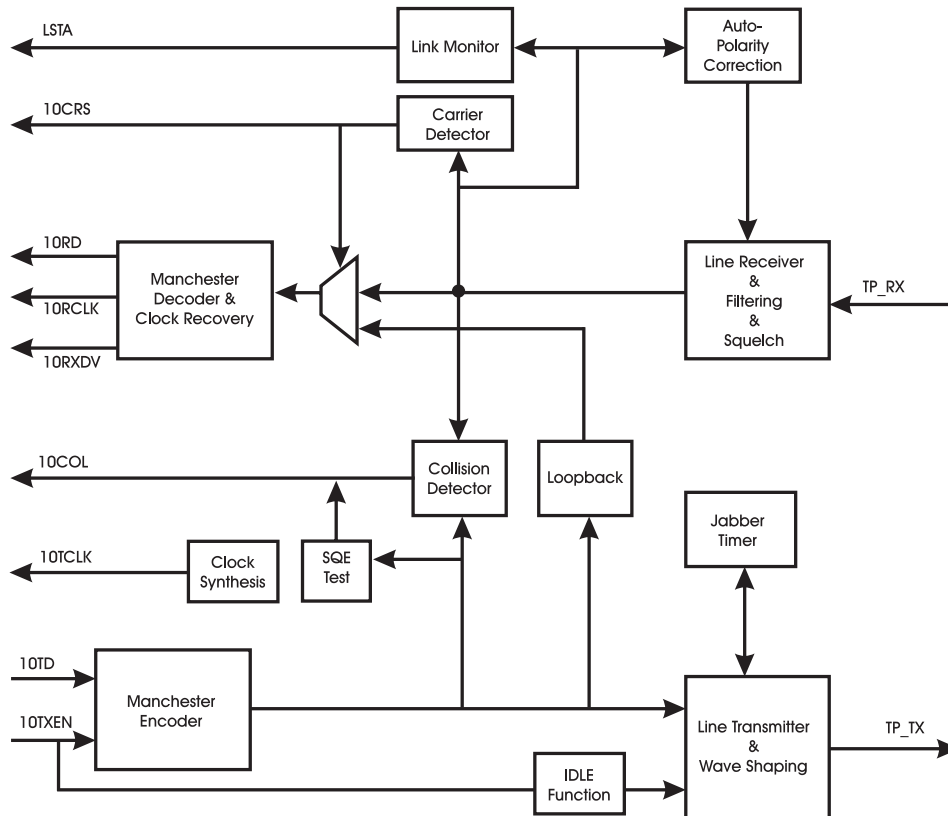 LSTA
Link Monitor
Auto-
Polarity
Correction
10CRS
Carrier
Detector
10RD
10RCLK
10RXDV
Manchester
Decoder &
Clock Recovery
Line Receiver
&
Filtering
&
Squelch
TP_RX
10COL
Collision
Detector
Loopback
Jabber
Timer
10TCLK
Clock
Synthesis
SQE
Test
10TD
10TXEN
Manchester
Encoder
Line Transmitter
&
Wave Shaping
TP_TX
IDLE
Function